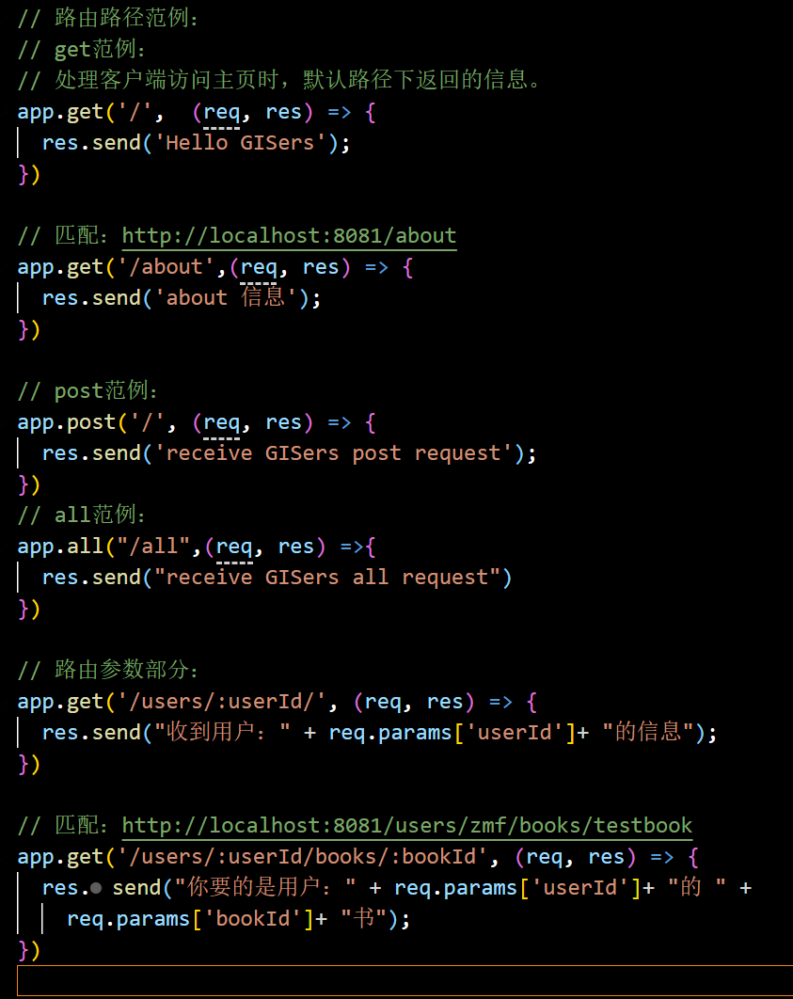 // 路由路径范例：
// get范例：
// 处理客户端访问主页时，默认路径下返回的信息。
app.get('/',  (req, res) => {
  res.send('Hello GISers');
})
// 匹配：http://localhost:8081/about
app.get('/about',(req, res) => {
  res.send('about 信息');
})
// post范例：
app.post('/', (req, res) => {
  res.send('receive GISers post request');
})
// all范例：
app.all("/all",(req, res) =>{
  res.send("receive GISers all request")
})
// 路由参数部分：
app.get('/users/:userId/', (req, res) => {
  res.send("收到用户：" + req.params['userId']+ "的信息");
})
// 匹配：http://localhost:8081/users/zmf/books/testbook
app.get('/users/:userId/books/:bookId', (req, res) => {
  res. send("你要的是用户：" + req.params['userId']+ "的 " +
    req.params['bookId']+ "书");
})